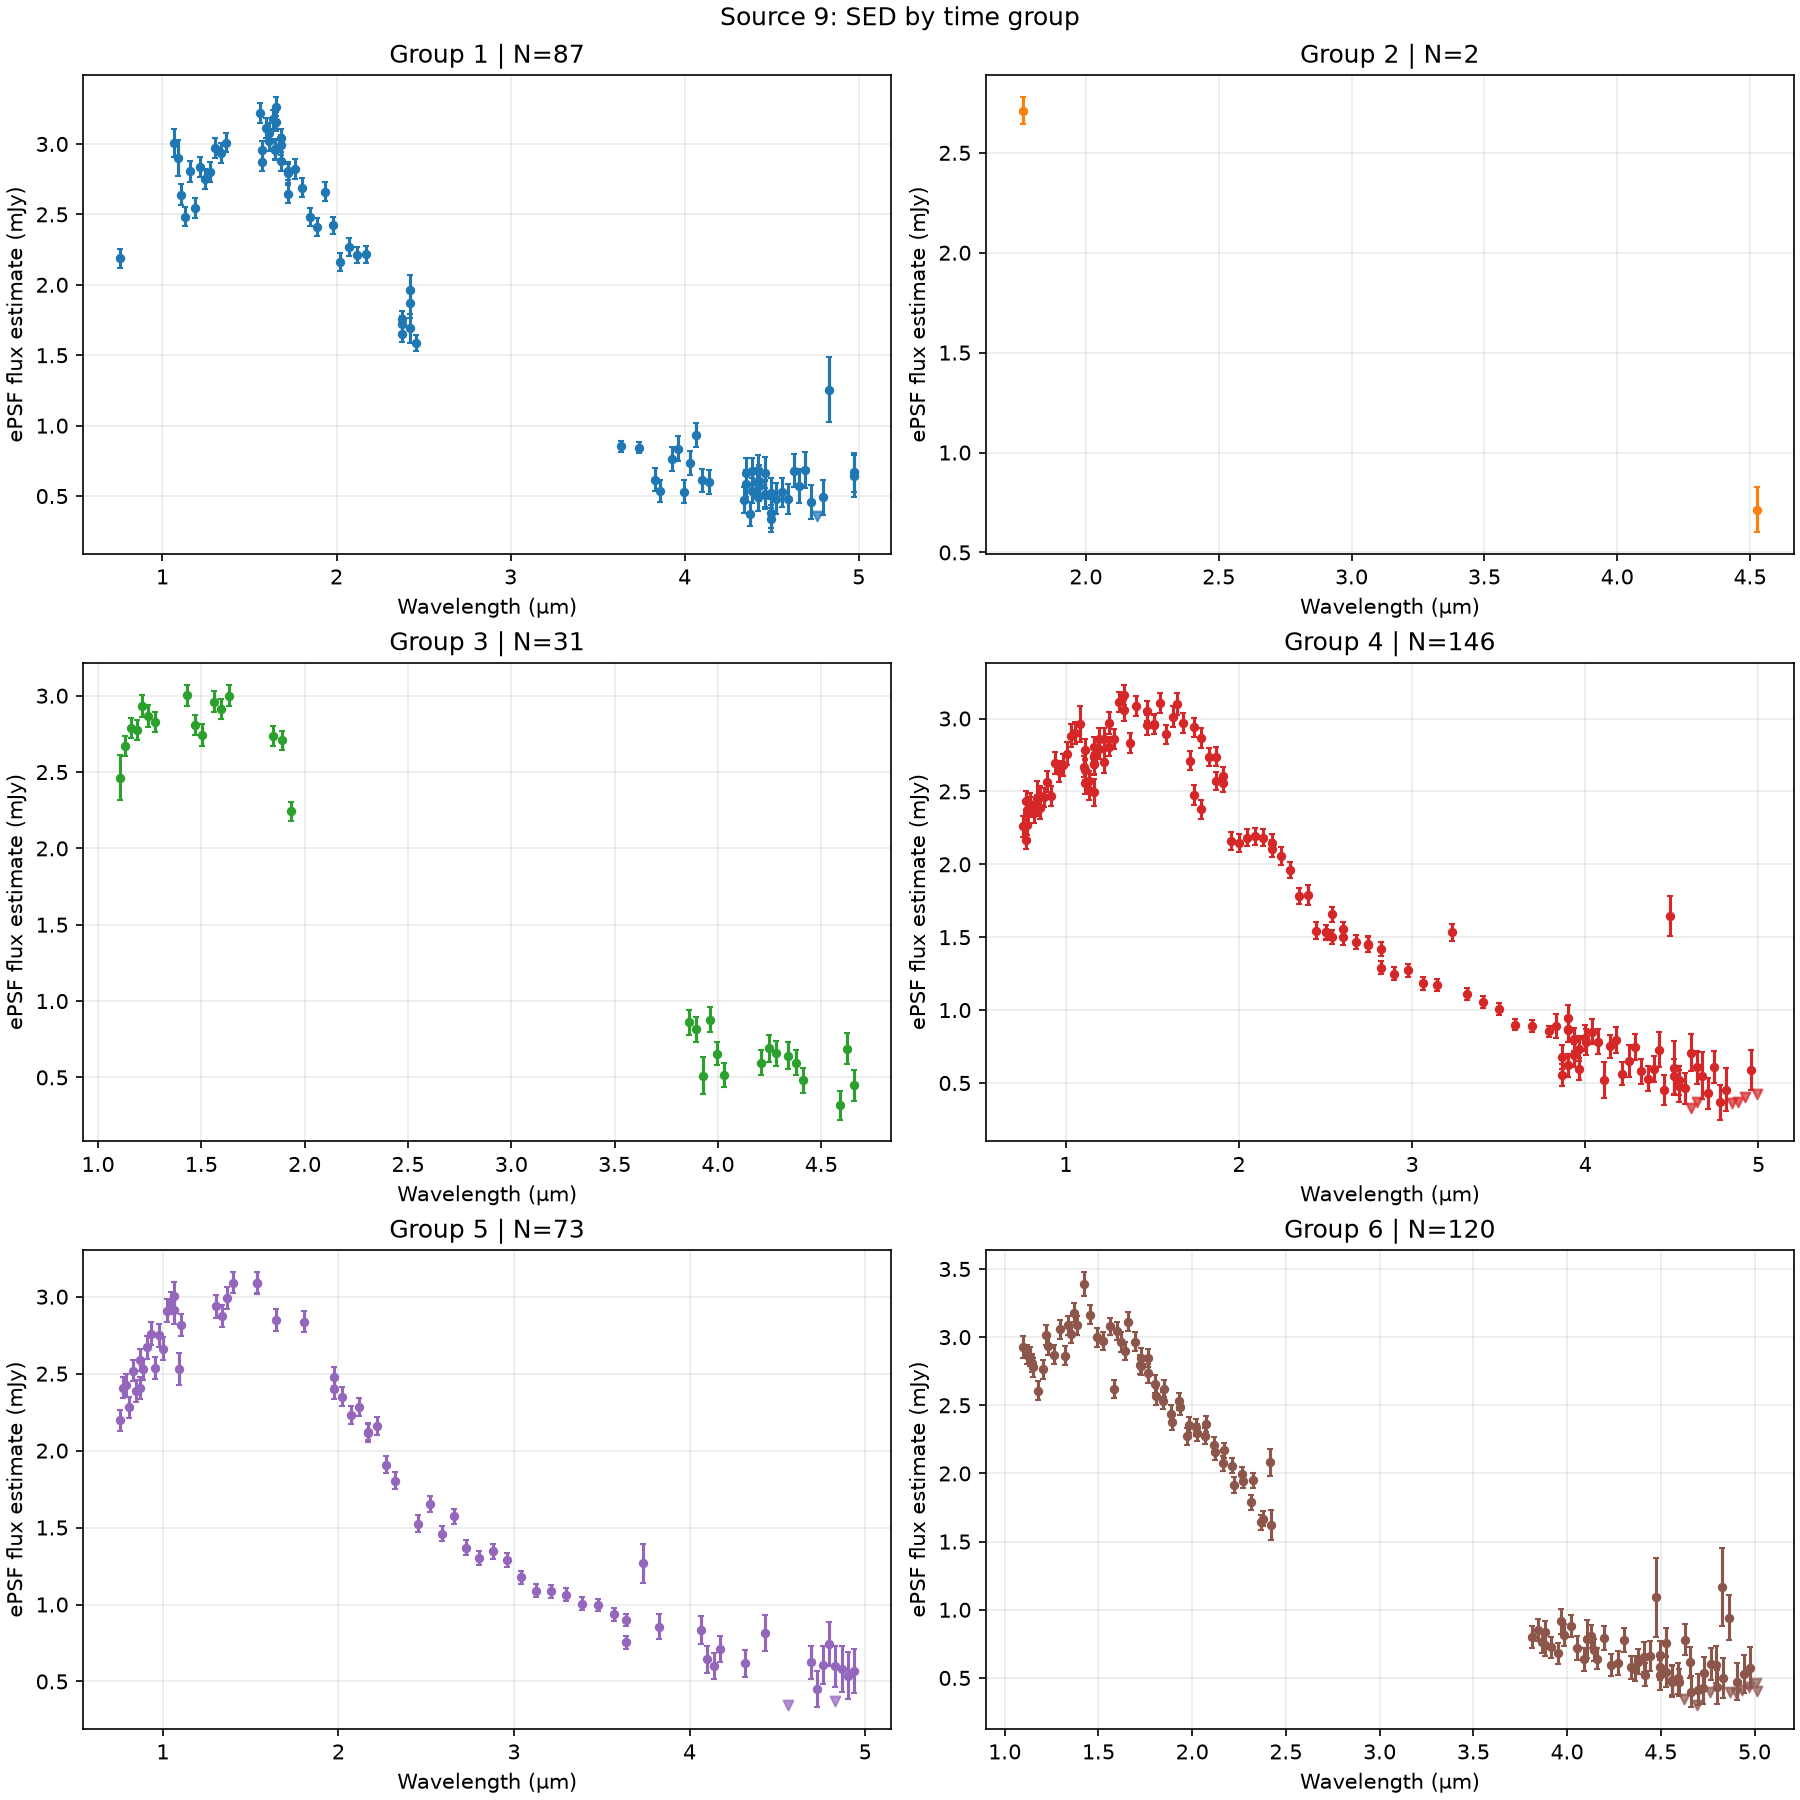 Source 9: SED by time group
Group 1 | N=87
ePSF flux estimate (mJy)
3.0
2.5
2.0
1.5
1.0
0.5
1 2 3 4 5
Wavelength (μm)
Group 2 | N=2
ePSF flux estimate (mJy)
2.5
2.0
1.5
1.0
0.5
2.0 2.5 3.0 3.5 4.0 4.5
Wavelength (μm)
Group 3 | N=31
ePSF flux estimate (mJy)
3.0
2.5
2.0
1.5
1.0
0.5
1.0 1.5 2.0 2.5 3.0 3.5 4.0 4.5
Wavelength (μm)
Group 4 | N=146
ePSF flux estimate (mJy)
3.0
2.5
2.0
1.5
1.0
0.5
1 2 3 4 5
Wavelength (μm)
Group 5 | N=73
ePSF flux estimate (mJy)
3.0
2.5
2.0
1.5
1.0
0.5
1 2 3 4 5
Wavelength (μm)
Group 6 | N=120
ePSF flux estimate (mJy)
3.5
3.0
2.5
2.0
1.5
1.0
0.5
1.0 1.5 2.0 2.5 3.0 3.5 4.0 4.5 5.0
Wavelength (μm)